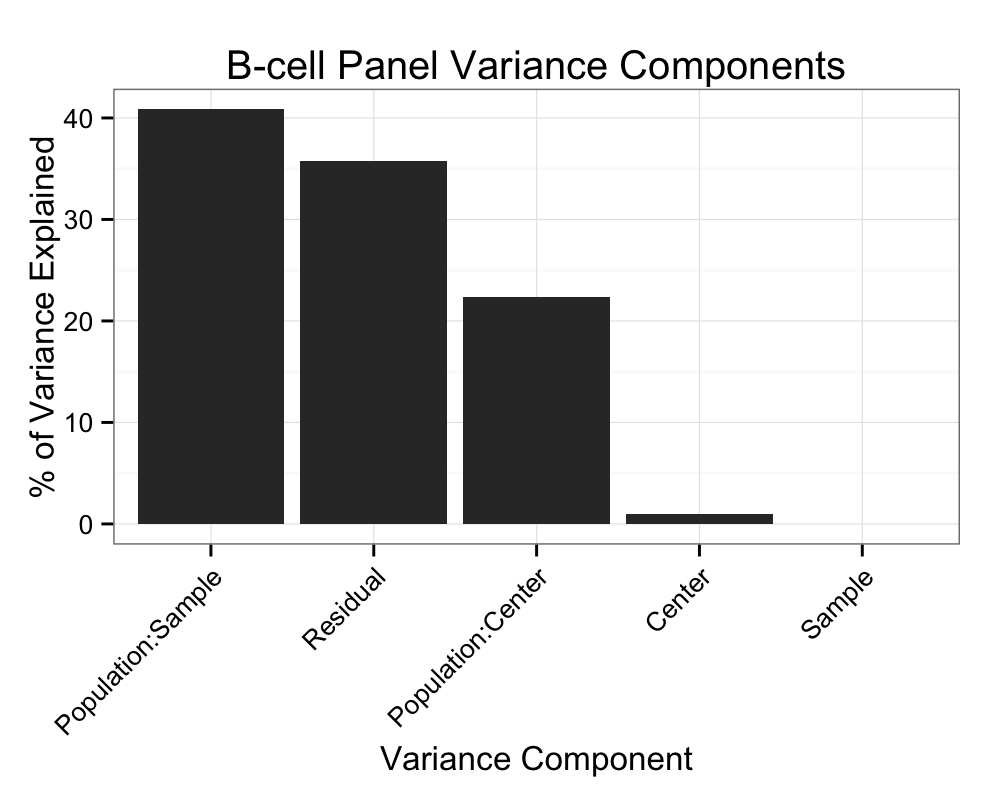 B-cell Panel Variance Components
% of Variance Explained
40
30
20
10
0
Population:Sample
Residual
Population:Center
Center
Sample
Variance Component